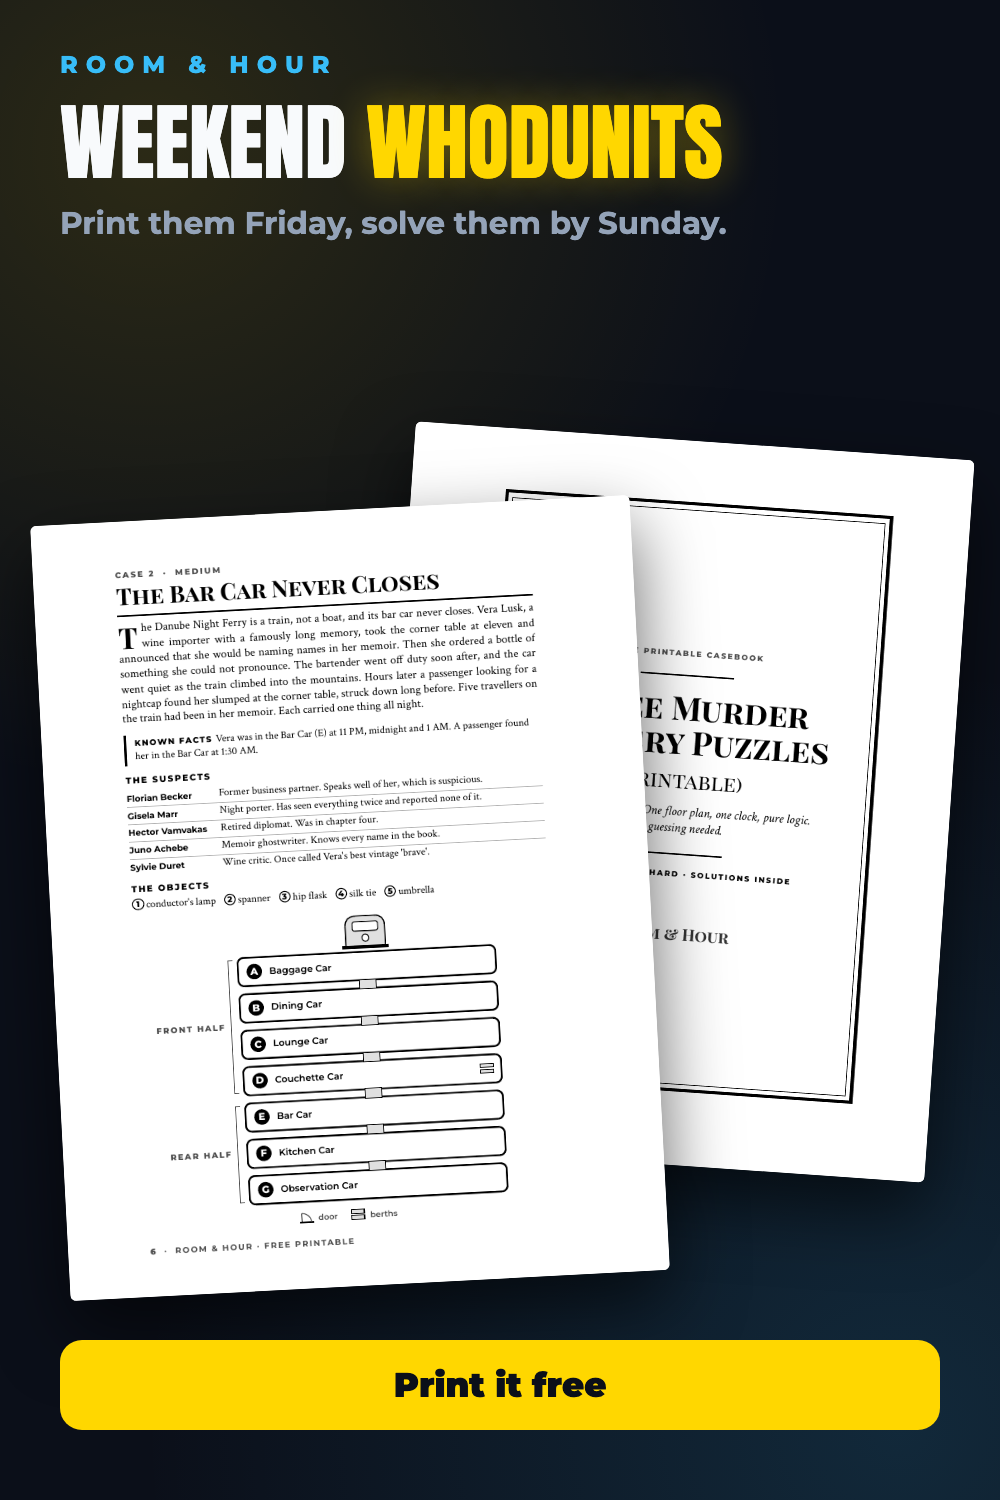 ROOM & HOUR
WEEKEND WHODUNITS
Print them Friday, solve them by Sunday.
CASE 2 · MEDIUM
THE BAR CAR NEVER CLOSES
The Danube Night Ferry is a train, not a boat, and its bar car never closes. Vera Lusk, a
wine importer with a famously long memory, took the corner table at eleven and
announced that she would be naming names in her memoir. Then she ordered a bottle of
something she could not pronounce. The bartender went off duty soon after, and the car
went quiet as the train climbed into the mountains. Hours later a passenger looking for a
nightcap found her slumped at the corner table, struck down long before. Five travellers on
the train had been in her memoir. Each carried one thing all night.
KNOWN FACTS Vera was in the Bar Car (E) at 11 PM, midnight and 1 AM. A passenger found
her in the Bar Car at 1:30 AM.
THE SUSPECTS
Florian Becker Former business partner. Speaks well of her, which is suspicious.
Gisela Marr Night porter. Has seen everything twice and reported none of it.
Hector Vamvakas Retired diplomat. Was in chapter four.
Juno Achebe Memoir ghostwriter. Knows every name in the book.
Sylvie Duret Wine critic. Once called Vera's best vintage 'brave'.
THE OBJECTS
1 conductor's lamp 2 spanner 3 hip flask 4 silk tie 5 umbrella
A Baggage Car
B Dining Car
C Lounge Car
D Couchette Car
E Bar Car
F Kitchen Car
G Observation Car
FRONT HALF
REAR HALF
door berths
6 · ROOM & HOUR · FREE PRINTABLE
PRINTABLE CASEBOOK
MURDER
PUZZLES
One floor plan, one clock, pure logic.
guessing needed.
HARD · SOLUTIONS INSIDE
& HOUR
Print it free